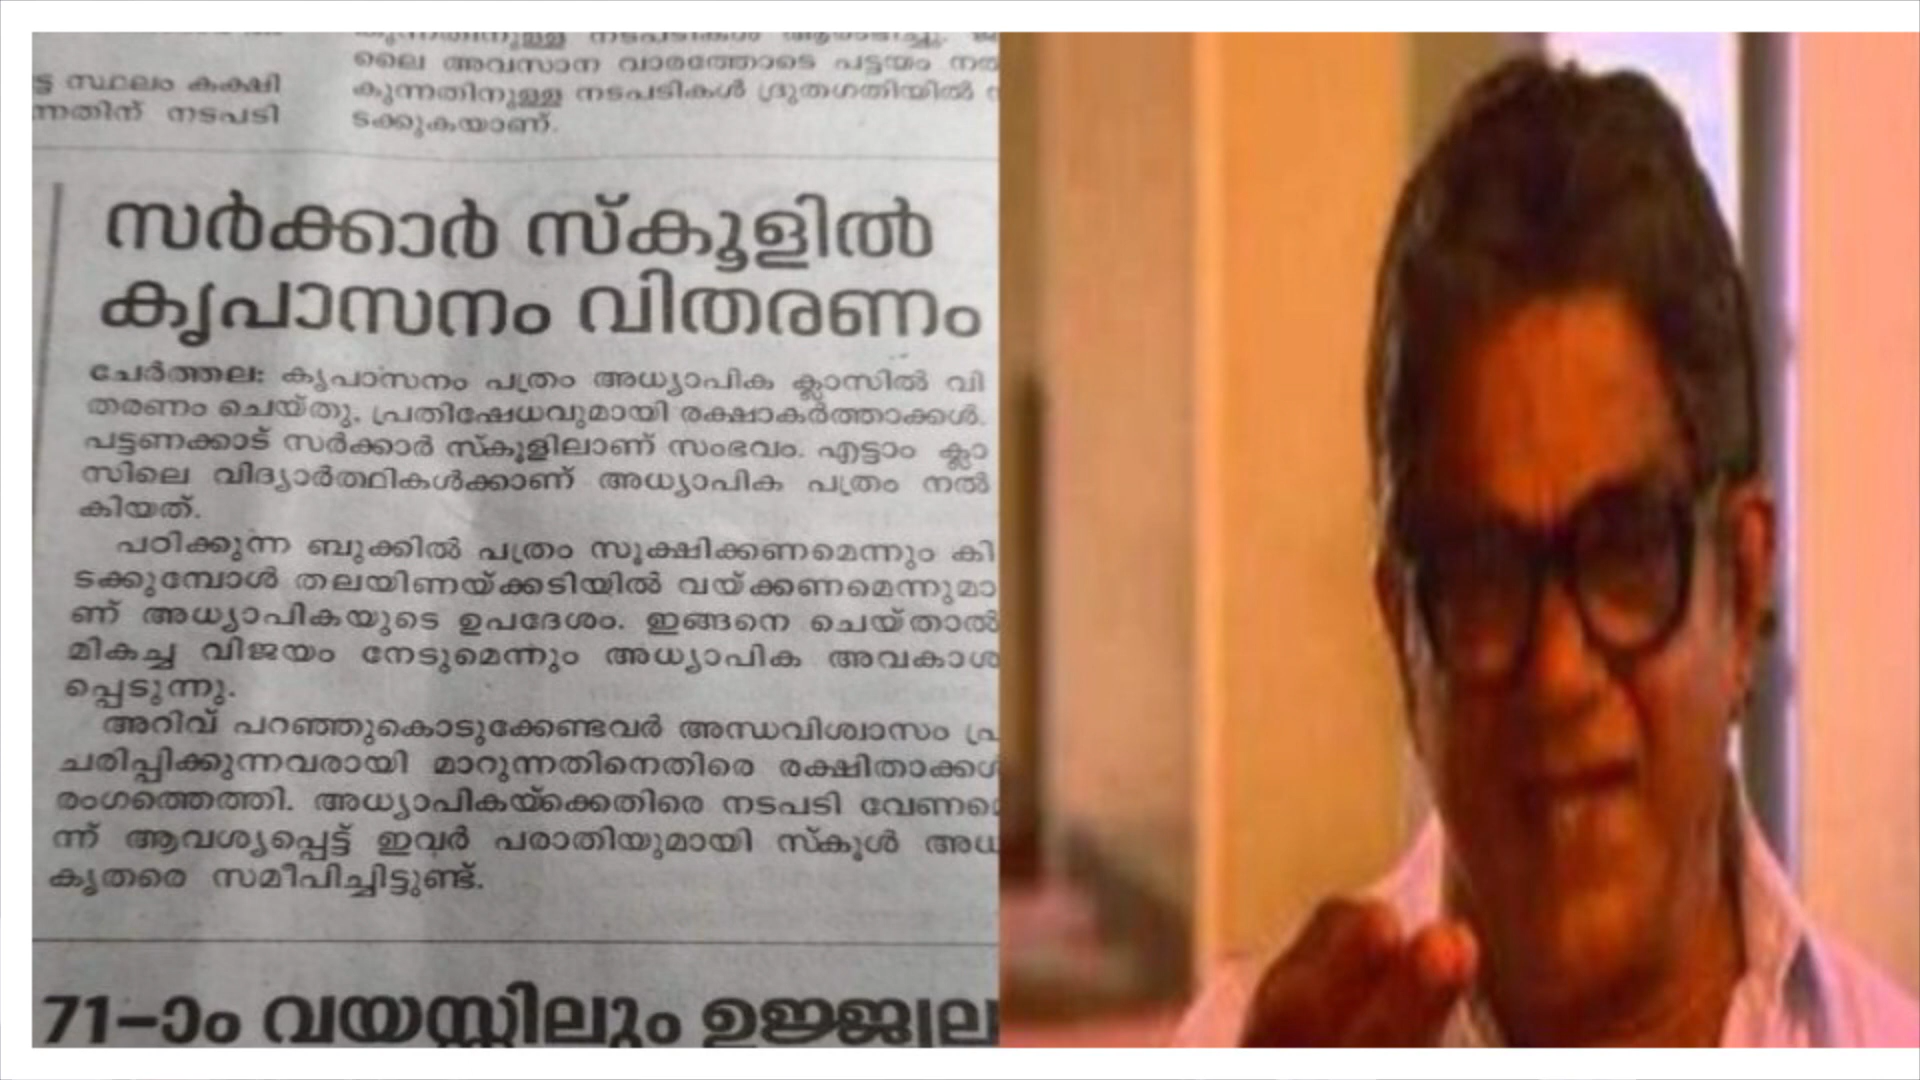 സ്ഥലം കക്ഷി
ന്നതിന് നടപടി
കുന്നതിനുള്ള നടപടികൾ ആരംഭിച്ചു.
ലൈ അവസാന വാരത്തോടെ പട്ടയം നൽ
കുന്നതിനുള്ള നടപടികൾ ദ്രുതഗതിയിൽ
ടക്കുകയാണ്.
സർക്കാർ സ്കൂളിൽ
കൃപാസനം വിതരണം
ചേർത്തല: കൃപാസനം പത്രം അധ്യാപിക ക്ലാസിൽ വി
തരണം ചെയ്തു. പ്രതിഷേധവുമായി രക്ഷാകർത്താക്കൾ.
പട്ടണക്കാട് സർക്കാർ സ്കൂളിലാണ് സംഭവം. എട്ടാം ക്ലാ
സിലെ വിദ്യാർത്ഥികൾക്കാണ് അധ്യാപിക പത്രം നൽ
കിയത്.
പഠിക്കുന്ന ബുക്കിൽ പത്രം സൂക്ഷിക്കണമെന്നും കി
ടക്കുമ്പോൾ തലയിണയ്ക്കടിയിൽ വയ്ക്കണമെന്നുമാ
ണ് അധ്യാപികയുടെ ഉപദേശം. ഇങ്ങനെ ചെയ്താൽ
മികച്ച വിജയം നേടുമെന്നും അധ്യാപിക അവകാശ
പ്പെടുന്നു.
അറിവ് പറഞ്ഞുകൊടുക്കേണ്ടവർ അന്ധവിശ്വാസം പ്ര
ചരിപ്പിക്കുന്നവരായി മാറുന്നതിനെതിരെ രക്ഷിതാക്കൾ
രംഗത്തെത്തി. അധ്യാപികയ്ക്കെതിരെ നടപടി വേണമെ
ന്ന് ആവശ്യപ്പെട്ട് ഇവർ പരാതിയുമായി സ്കൂൾ അധ
കൃതരെ സമീപിച്ചിട്ടുണ്ട്.
71-ാം വയസ്സിലും ഉജ്ജ്വല